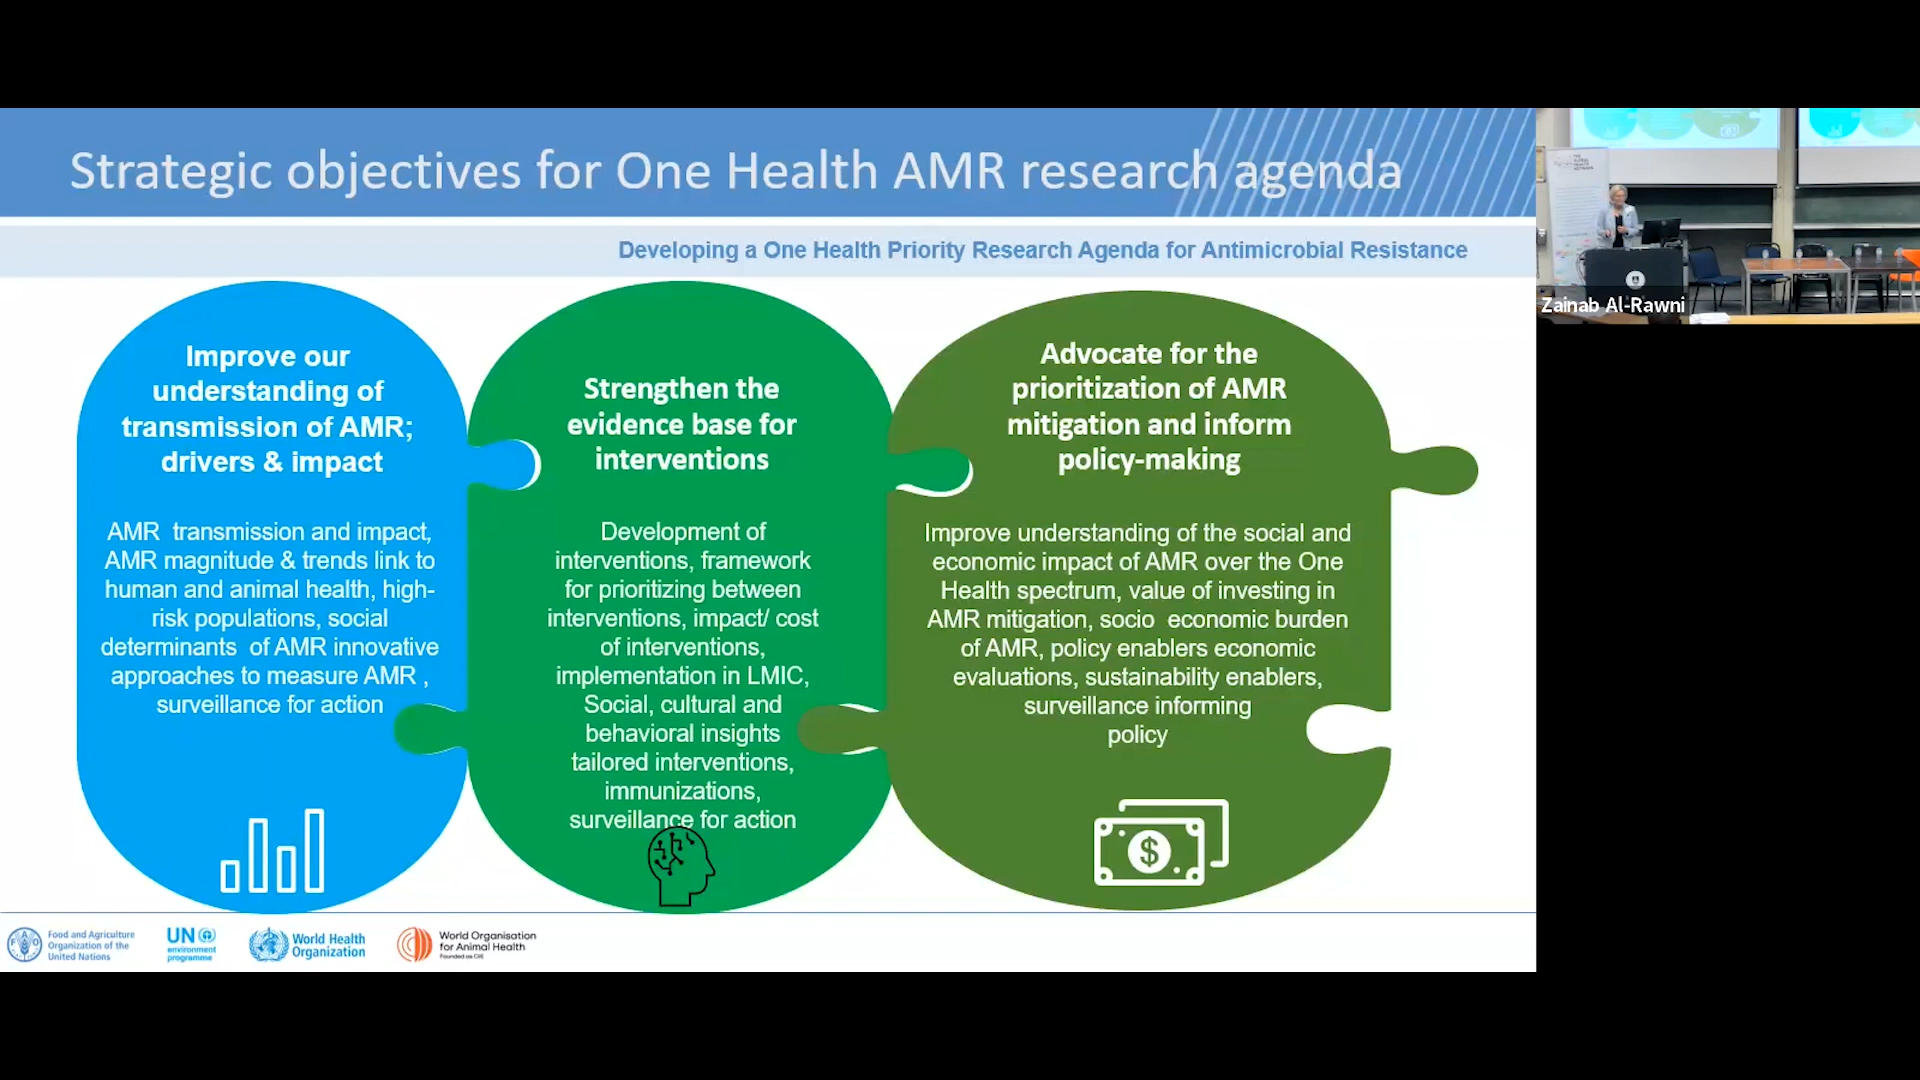 Strategic objectives for One Health AMR research agenda
Developing a One Health Priority Research Agenda for Antimicrobial Resistance
Improve our
understanding of
transmission of AMR;
drivers & impact
AMR transmission and impact,
AMR magnitude & trends link to
human and animal health, high-
risk populations, social
determinants of AMR innovative
approaches to measure AMR ,
surveillance for action
Strengthen the
evidence base for
interventions
Development of
interventions, framework
for prioritizing between
interventions, impact/ cost
of interventions,
implementation in LMIC,
Social, cultural and
behavioral insights
tailored interventions,
immunizations,
surveillance for action
Advocate for the
prioritization of AMR
mitigation and inform
policy-making
Improve understanding of the social and
economic impact of AMR over the One
Health spectrum, value of investing in
AMR mitigation, socio economic burden
of AMR, policy enablers economic
evaluations, sustainability enablers,
surveillance informing
policy
$
Food and Agriculture
Organization of the
United Nations
UN
environment
programme
World Health
Organization
World Organisation
for Animal Health
Founded as OIE
Zainab Al-Rawni